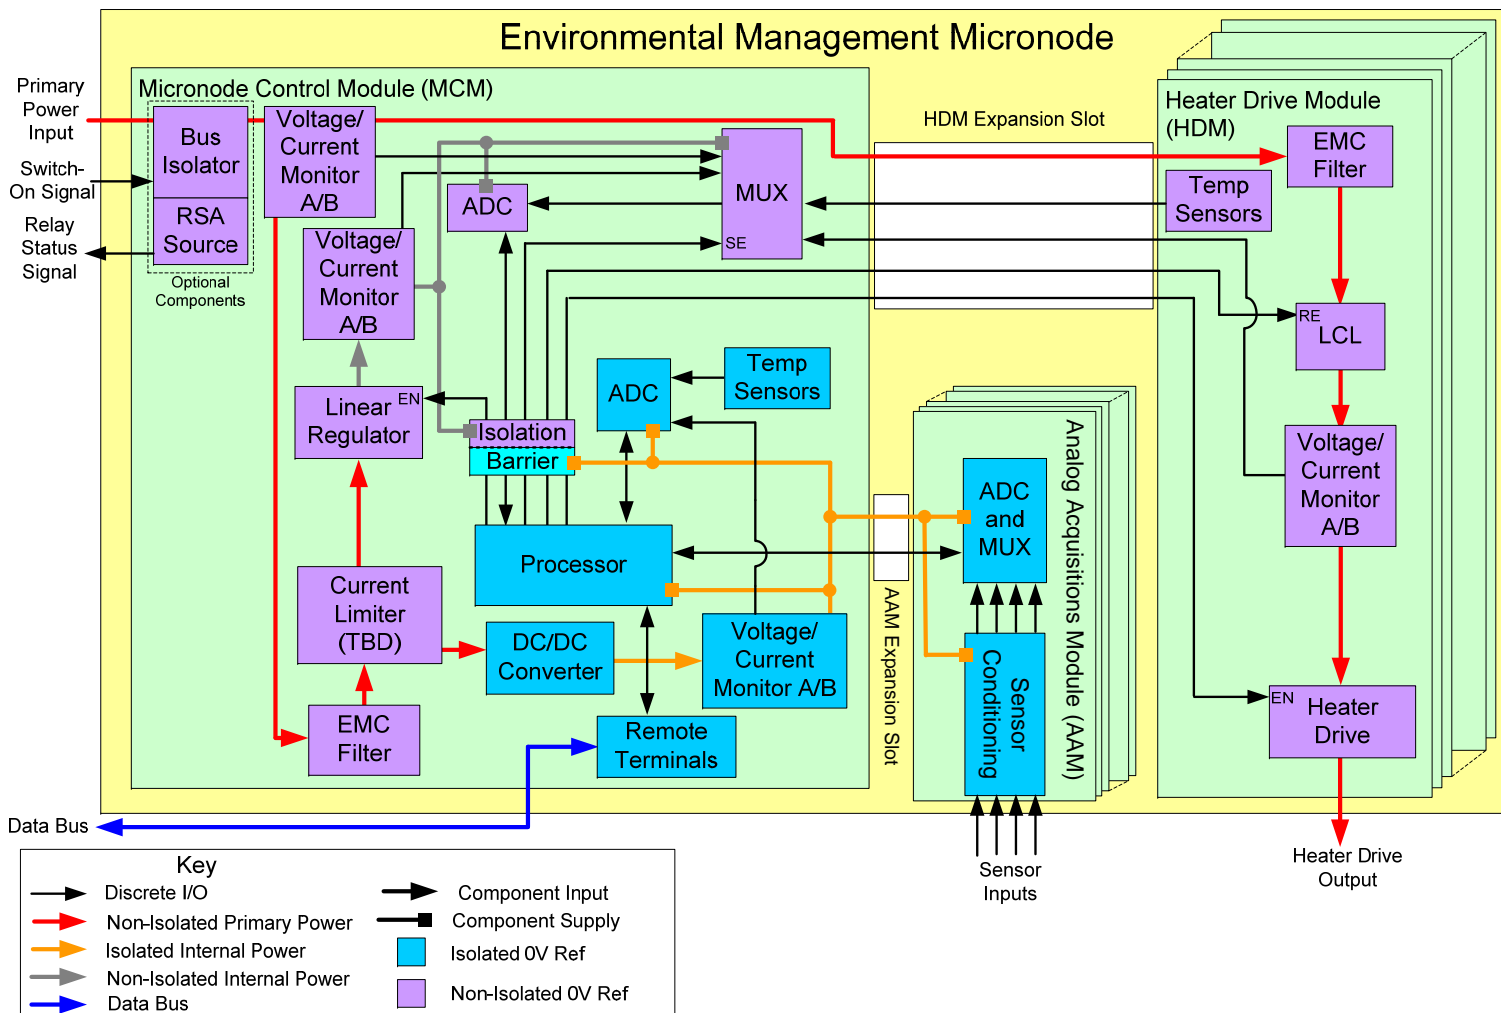 Environmental Management Micronode
Primary
Power
Input
Switch-
On Signal
Relay
Status
Signal
Micronode Control Module (MCM)
Bus
Isolator
RSA
Source
Optional
Components
Voltage/
Current
Monitor
A/B
Voltage/
Current
Monitor
A/B
ADC
MUX
SE
Linear
Regulator
EN
Isolation
Barrier
ADC
Temp
Sensors
Processor
Current
Limiter
(TBD)
DC/DC
Converter
Voltage/
Current
Monitor A/B
EMC
Filter
Remote
Terminals
HDM Expansion Slot
AAM Expansion Slot
Analog Acquisitions Module (AAM)
ADC
and
MUX
Sensor
Conditioning
Sensor
Inputs
Heater Drive Module
(HDM)
EMC
Filter
Temp
Sensors
RE
LCL
Voltage/
Current
Monitor
A/B
EN
Heater
Drive
Heater Drive
Output
Data Bus
Key
Discrete I/O
Non-Isolated Primary Power
Isolated Internal Power
Non-Isolated Internal Power
Data Bus
Component Input
Component Supply
Isolated 0V Ref
Non-Isolated 0V Ref